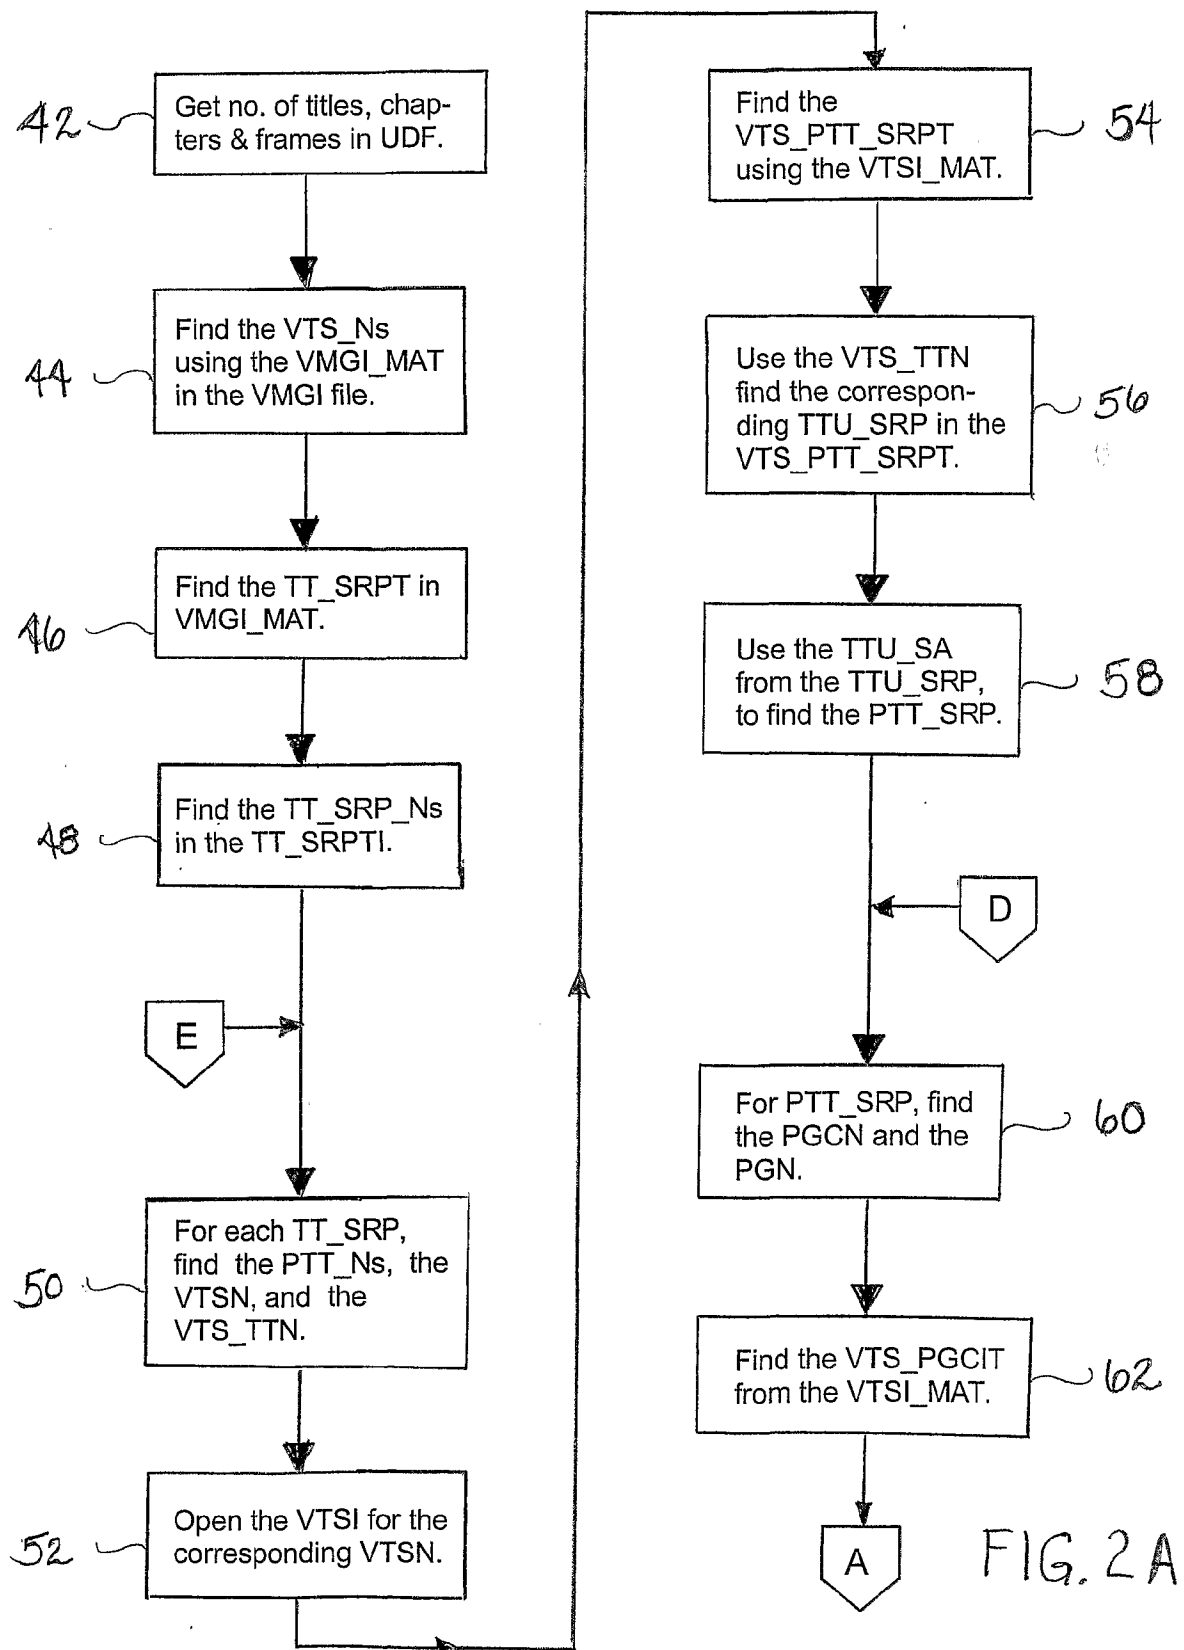 42
Get no. of titles, chap-
ters & frames in UDF.
44
Find the VTS_Ns
using the VMGI_MAT
in the VMGI file.
46
Find the TT_SRPT in
VMGI_MAT.
48
Find the TT_SRP_Ns
in the TT_SRPTI.
E
50
For each TT_SRP,
find the PTT_Ns, the
VTSN, and the
VTS_TTN.
52
Open the VTSI for the
corresponding VTSN.
Find the
VTS_PTT_SRPT
using the VTSI_MAT.
54
Use the VTS_TTN
find the correspon-
ding TTU_SRP in the
VTS_PTT_SRPT.
56
Use the TTU_SA
from the TTU_SRP,
to find the PTT_SRP.
58
D
For PTT_SRP, find
the PGCN and the
PGN.
60
Find the VTS_PGCIT
from the VTSI_MAT.
62
A
FIG. 2A